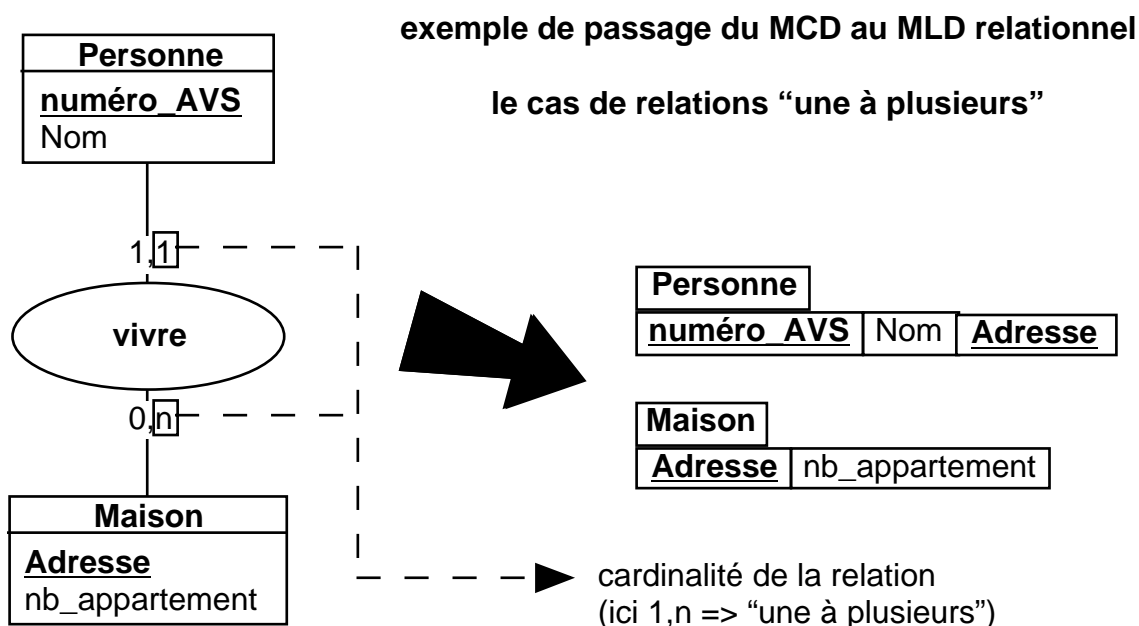 exemple de passage du MCD au MLD relationnel
le cas de relations “une à plusieurs”
Personne
numéro_AVS
Nom
1,1
vivre
0,n
Maison
Adresse
nb_appartement
Personne
numéro_AVS Nom Adresse
Maison
Adresse nb_appartement
cardinalité de la relation
(ici 1,n => “une à plusieurs”)